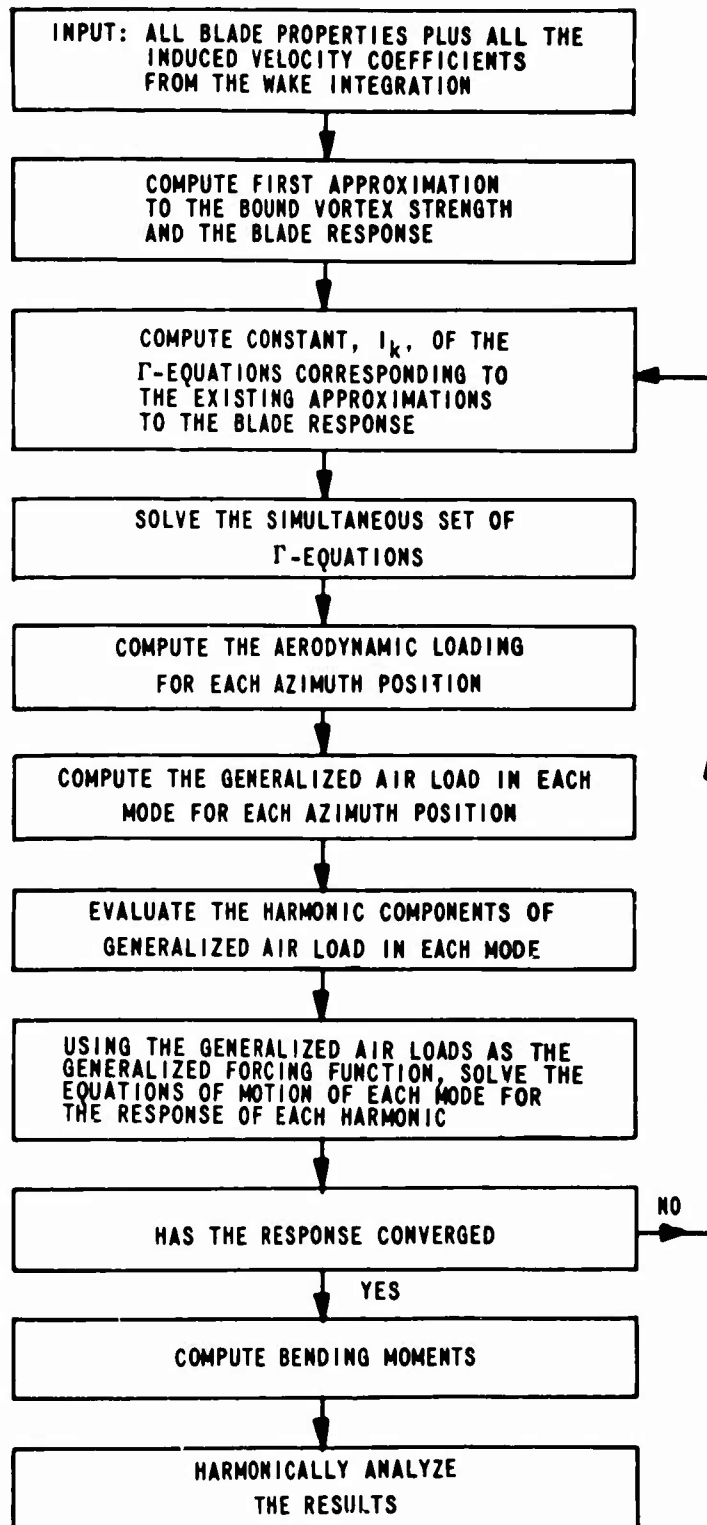 INPUT: ALL BLADE PROPERTIES PLUS ALL THE
INDUCED VELOCITY COEFFICIENTS
FROM THE WAKE INTEGRATION
COMPUTE FIRST APPROXIMATION
TO THE BOUND VORTEX STRENGTH
AND THE BLADE RESPONSE
COMPUTE CONSTANT, Iₖ, OF THE
Γ-EQUATIONS CORRESPONDING TO
THE EXISTING APPROXIMATIONS
TO THE BLADE RESPONSE
SOLVE THE SIMULTANEOUS SET OF
Γ-EQUATIONS
COMPUTE THE AERODYNAMIC LOADING
FOR EACH AZIMUTH POSITION
COMPUTE THE GENERALIZED AIR LOAD IN EACH
MODE FOR EACH AZIMUTH POSITION
EVALUATE THE HARMONIC COMPONENTS OF
GENERALIZED AIR LOAD IN EACH MODE
USING THE GENERALIZED AIR LOADS AS THE
GENERALIZED FORCING FUNCTION, SOLVE THE
EQUATIONS OF MOTION OF EACH MODE FOR
THE RESPONSE OF EACH HARMONIC
HAS THE RESPONSE CONVERGED
NO
YES
COMPUTE BENDING MOMENTS
HARMONICALLY ANALYZE
THE RESULTS